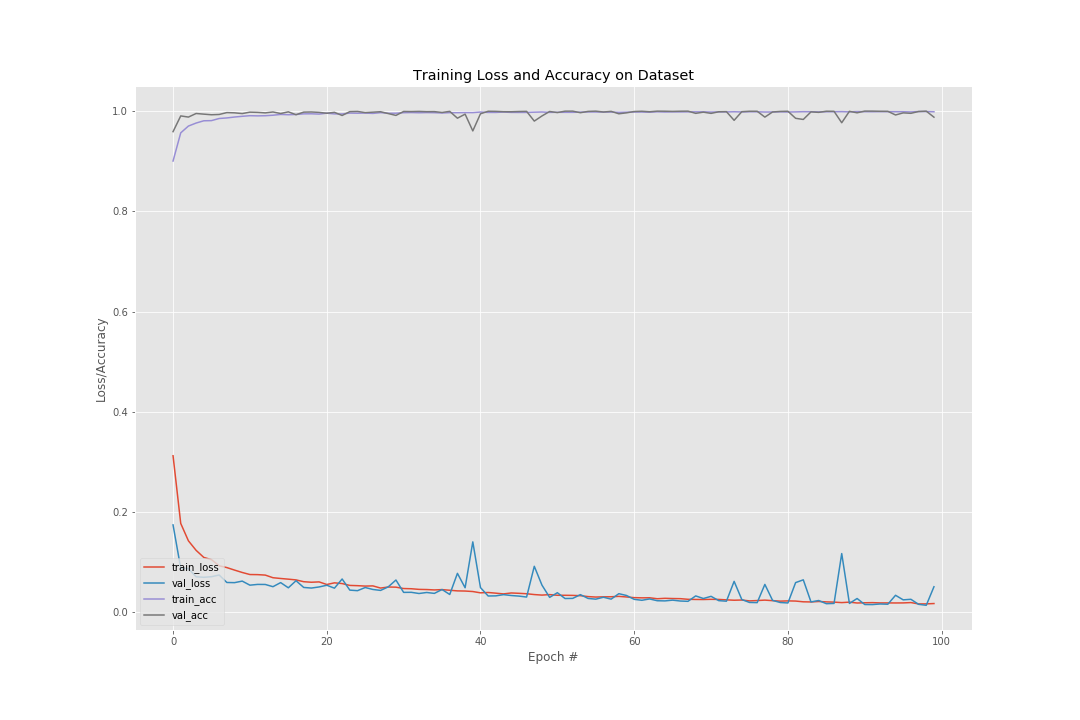 Training Loss and Accuracy on Dataset
1.0
0.8
0.6
0.4
0.2
0.0
Loss/Accuracy
train_loss
val_loss
train_acc
val_acc
0 20 40 60 80 100
Epoch #